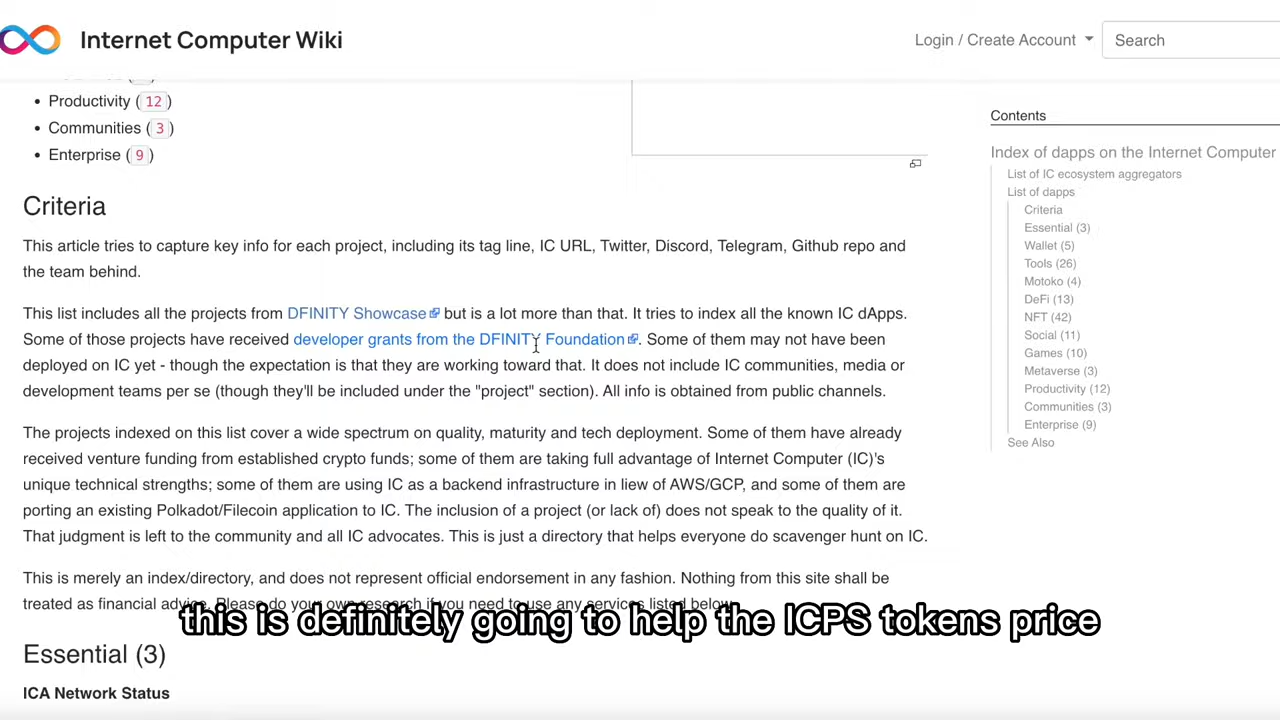 Internet Computer Wiki
Login / Create Account
Search
Productivity (12)
Communities (3)
Enterprise (9)
Criteria
This article tries to capture key info for each project, including its tag line, IC URL, Twitter, Discord, Telegram, Github repo and
the team behind.
This list includes all the projects from DFINITY Showcase but is a lot more than that. It tries to index all the known IC dApps.
Some of those projects have received developer grants from the DFINITY Foundation. Some of them may not have been
deployed on IC yet - though the expectation is that they are working toward that. It does not include IC communities, media or
development teams per se (though they'll be included under the "project" section). All info is obtained from public channels.
The projects indexed on this list cover a wide spectrum on quality, maturity and tech deployment. Some of them have already
received venture funding from established crypto funds; some of them are taking full advantage of Internet Computer (IC)'s
unique technical strengths; some of them are using IC as a backend infrastructure in liew of AWS/GCP, and some of them are
porting an existing Polkadot/Filecoin application to IC. The inclusion of a project (or lack of) does not speak to the quality of it.
That judgment is left to the community and all IC advocates. This is just a directory that helps everyone do scavenger hunt on IC.
This is merely an index/directory, and does not represent official endorsement in any fashion. Nothing from this site shall be
treated as financial advice. Please do your own research if you need to use any services listed below.
this is definitely going to help the ICPS tokens price
Essential (3)
ICA Network Status
Contents
Index of dapps on the Internet Computer
List of IC ecosystem aggregators
List of dapps
Criteria
Essential (3)
Wallet (5)
Tools (26)
Motoko (4)
DeFi (13)
NFT (42)
Social (11)
Games (10)
Metaverse (3)
Productivity (12)
Communities (3)
Enterprise (9)
See Also